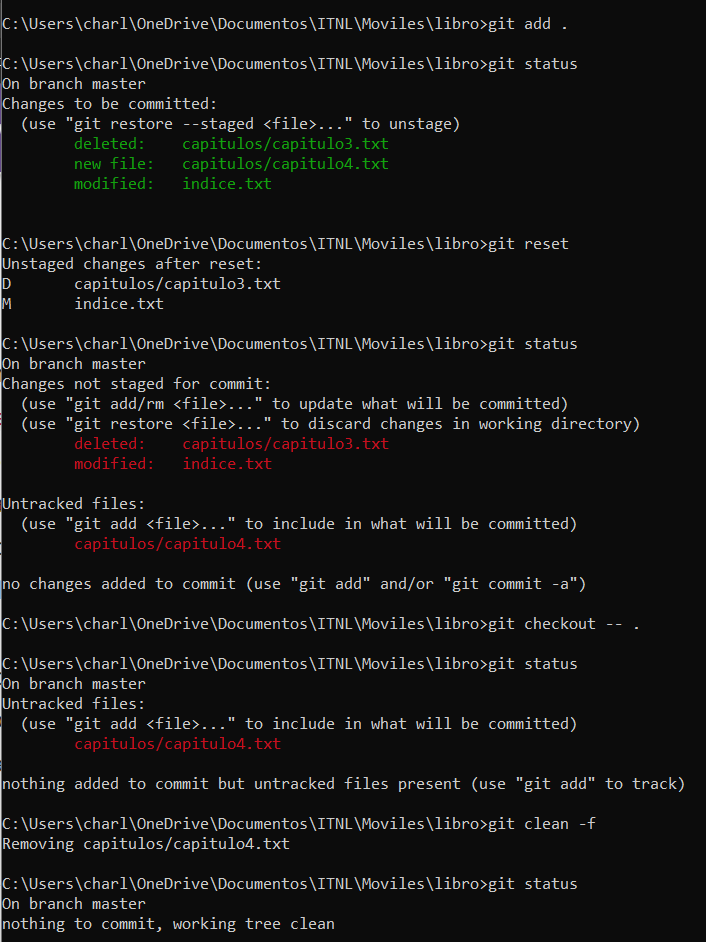 C:\Users\charl\OneDrive\Documentos\ITNL\Moviles\libro>git add .
C:\Users\charl\OneDrive\Documentos\ITNL\Moviles\libro>git status
On branch master
Changes to be committed:
  (use "git restore --staged <file>..." to unstage)
        deleted:    capitulos/capitulo3.txt
        new file:   capitulos/capitulo4.txt
        modified:   indice.txt
C:\Users\charl\OneDrive\Documentos\ITNL\Moviles\libro>git reset
Unstaged changes after reset:
D       capitulos/capitulo3.txt
M       indice.txt
C:\Users\charl\OneDrive\Documentos\ITNL\Moviles\libro>git status
On branch master
Changes not staged for commit:
  (use "git add/rm <file>..." to update what will be committed)
  (use "git restore <file>..." to discard changes in working directory)
        deleted:    capitulos/capitulo3.txt
        modified:   indice.txt
Untracked files:
  (use "git add <file>..." to include in what will be committed)
        capitulos/capitulo4.txt
no changes added to commit (use "git add" and/or "git commit -a")
C:\Users\charl\OneDrive\Documentos\ITNL\Moviles\libro>git checkout -- .
C:\Users\charl\OneDrive\Documentos\ITNL\Moviles\libro>git status
On branch master
Untracked files:
  (use "git add <file>..." to include in what will be committed)
        capitulos/capitulo4.txt
nothing added to commit but untracked files present (use "git add" to track)
C:\Users\charl\OneDrive\Documentos\ITNL\Moviles\libro>git clean -f
Removing capitulos/capitulo4.txt
C:\Users\charl\OneDrive\Documentos\ITNL\Moviles\libro>git status
On branch master
nothing to commit, working tree clean